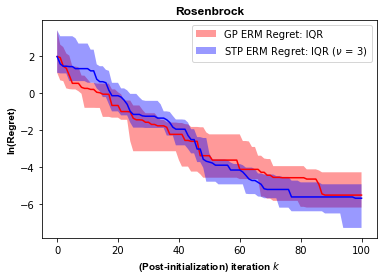 Rosenbrock
GP ERM Regret: IQR
STP ERM Regret: IQR (ν = 3)
ln(Regret)
2
0
−2
−4
−6
0 20 40 60 80 100
(Post-initialization) iteration k